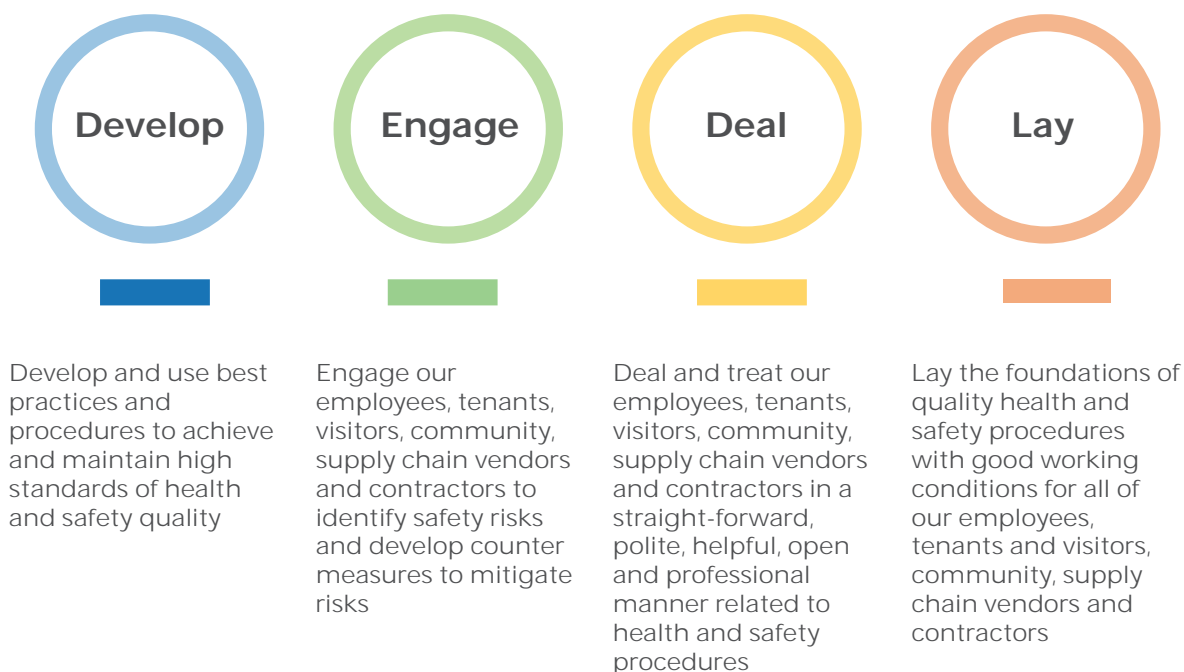 Develop
Engage
Deal
Lay
Develop and use best
practices and
procedures to achieve
and maintain high
standards of health
and safety quality
Engage our
employees, tenants,
visitors, community,
supply chain vendors
and contractors to
identify safety risks
and develop counter
measures to mitigate
risks
Deal and treat our
employees, tenants,
visitors, community,
supply chain vendors
and contractors in a
straight-forward,
polite, helpful, open
and professional
manner related to
health and safety
procedures
Lay the foundations of
quality health and
safety procedures
with good working
conditions for all of
our employees,
tenants and visitors,
community, supply
chain vendors and
contractors